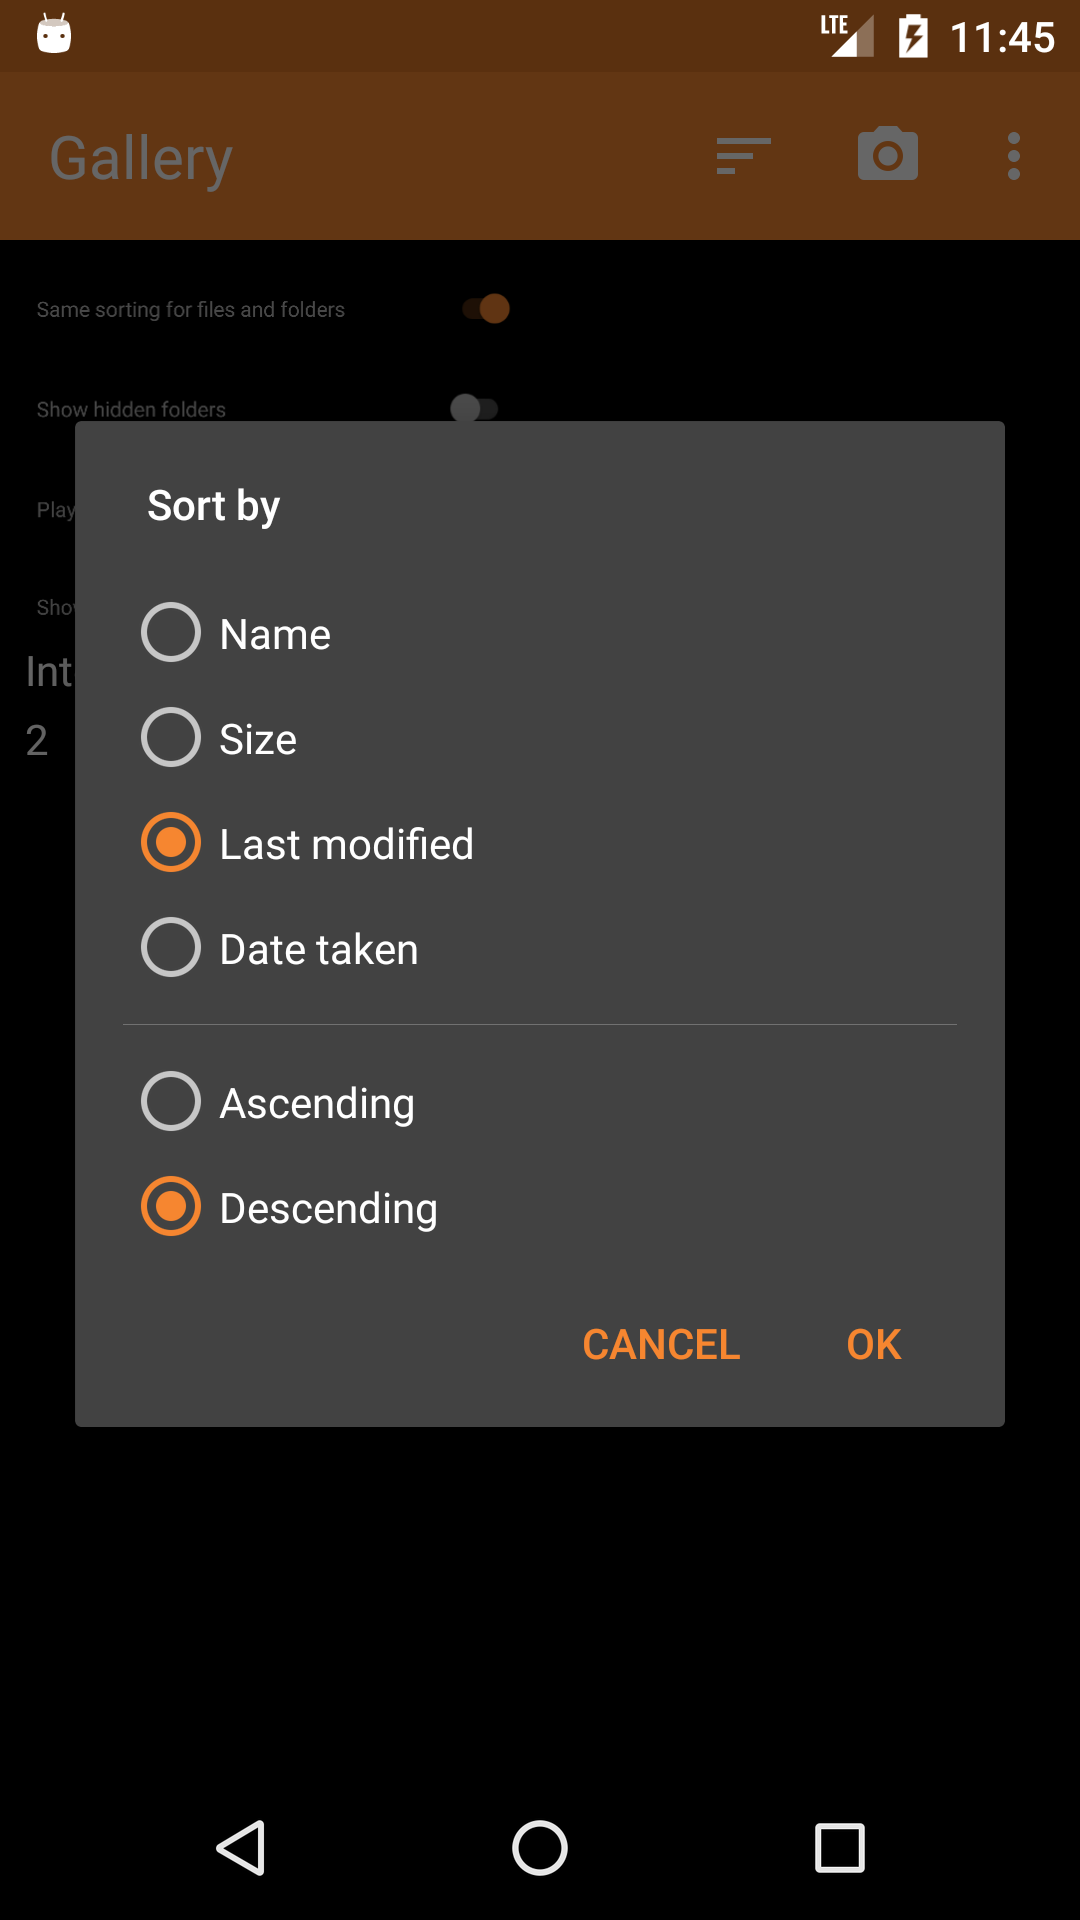 LTE 11:45
Gallery
Same sorting for files and folders
Show hidden folders
Play
Sho
Int
2
Sort by
Name
Size
Last modified
Date taken
Ascending
Descending
CANCEL OK